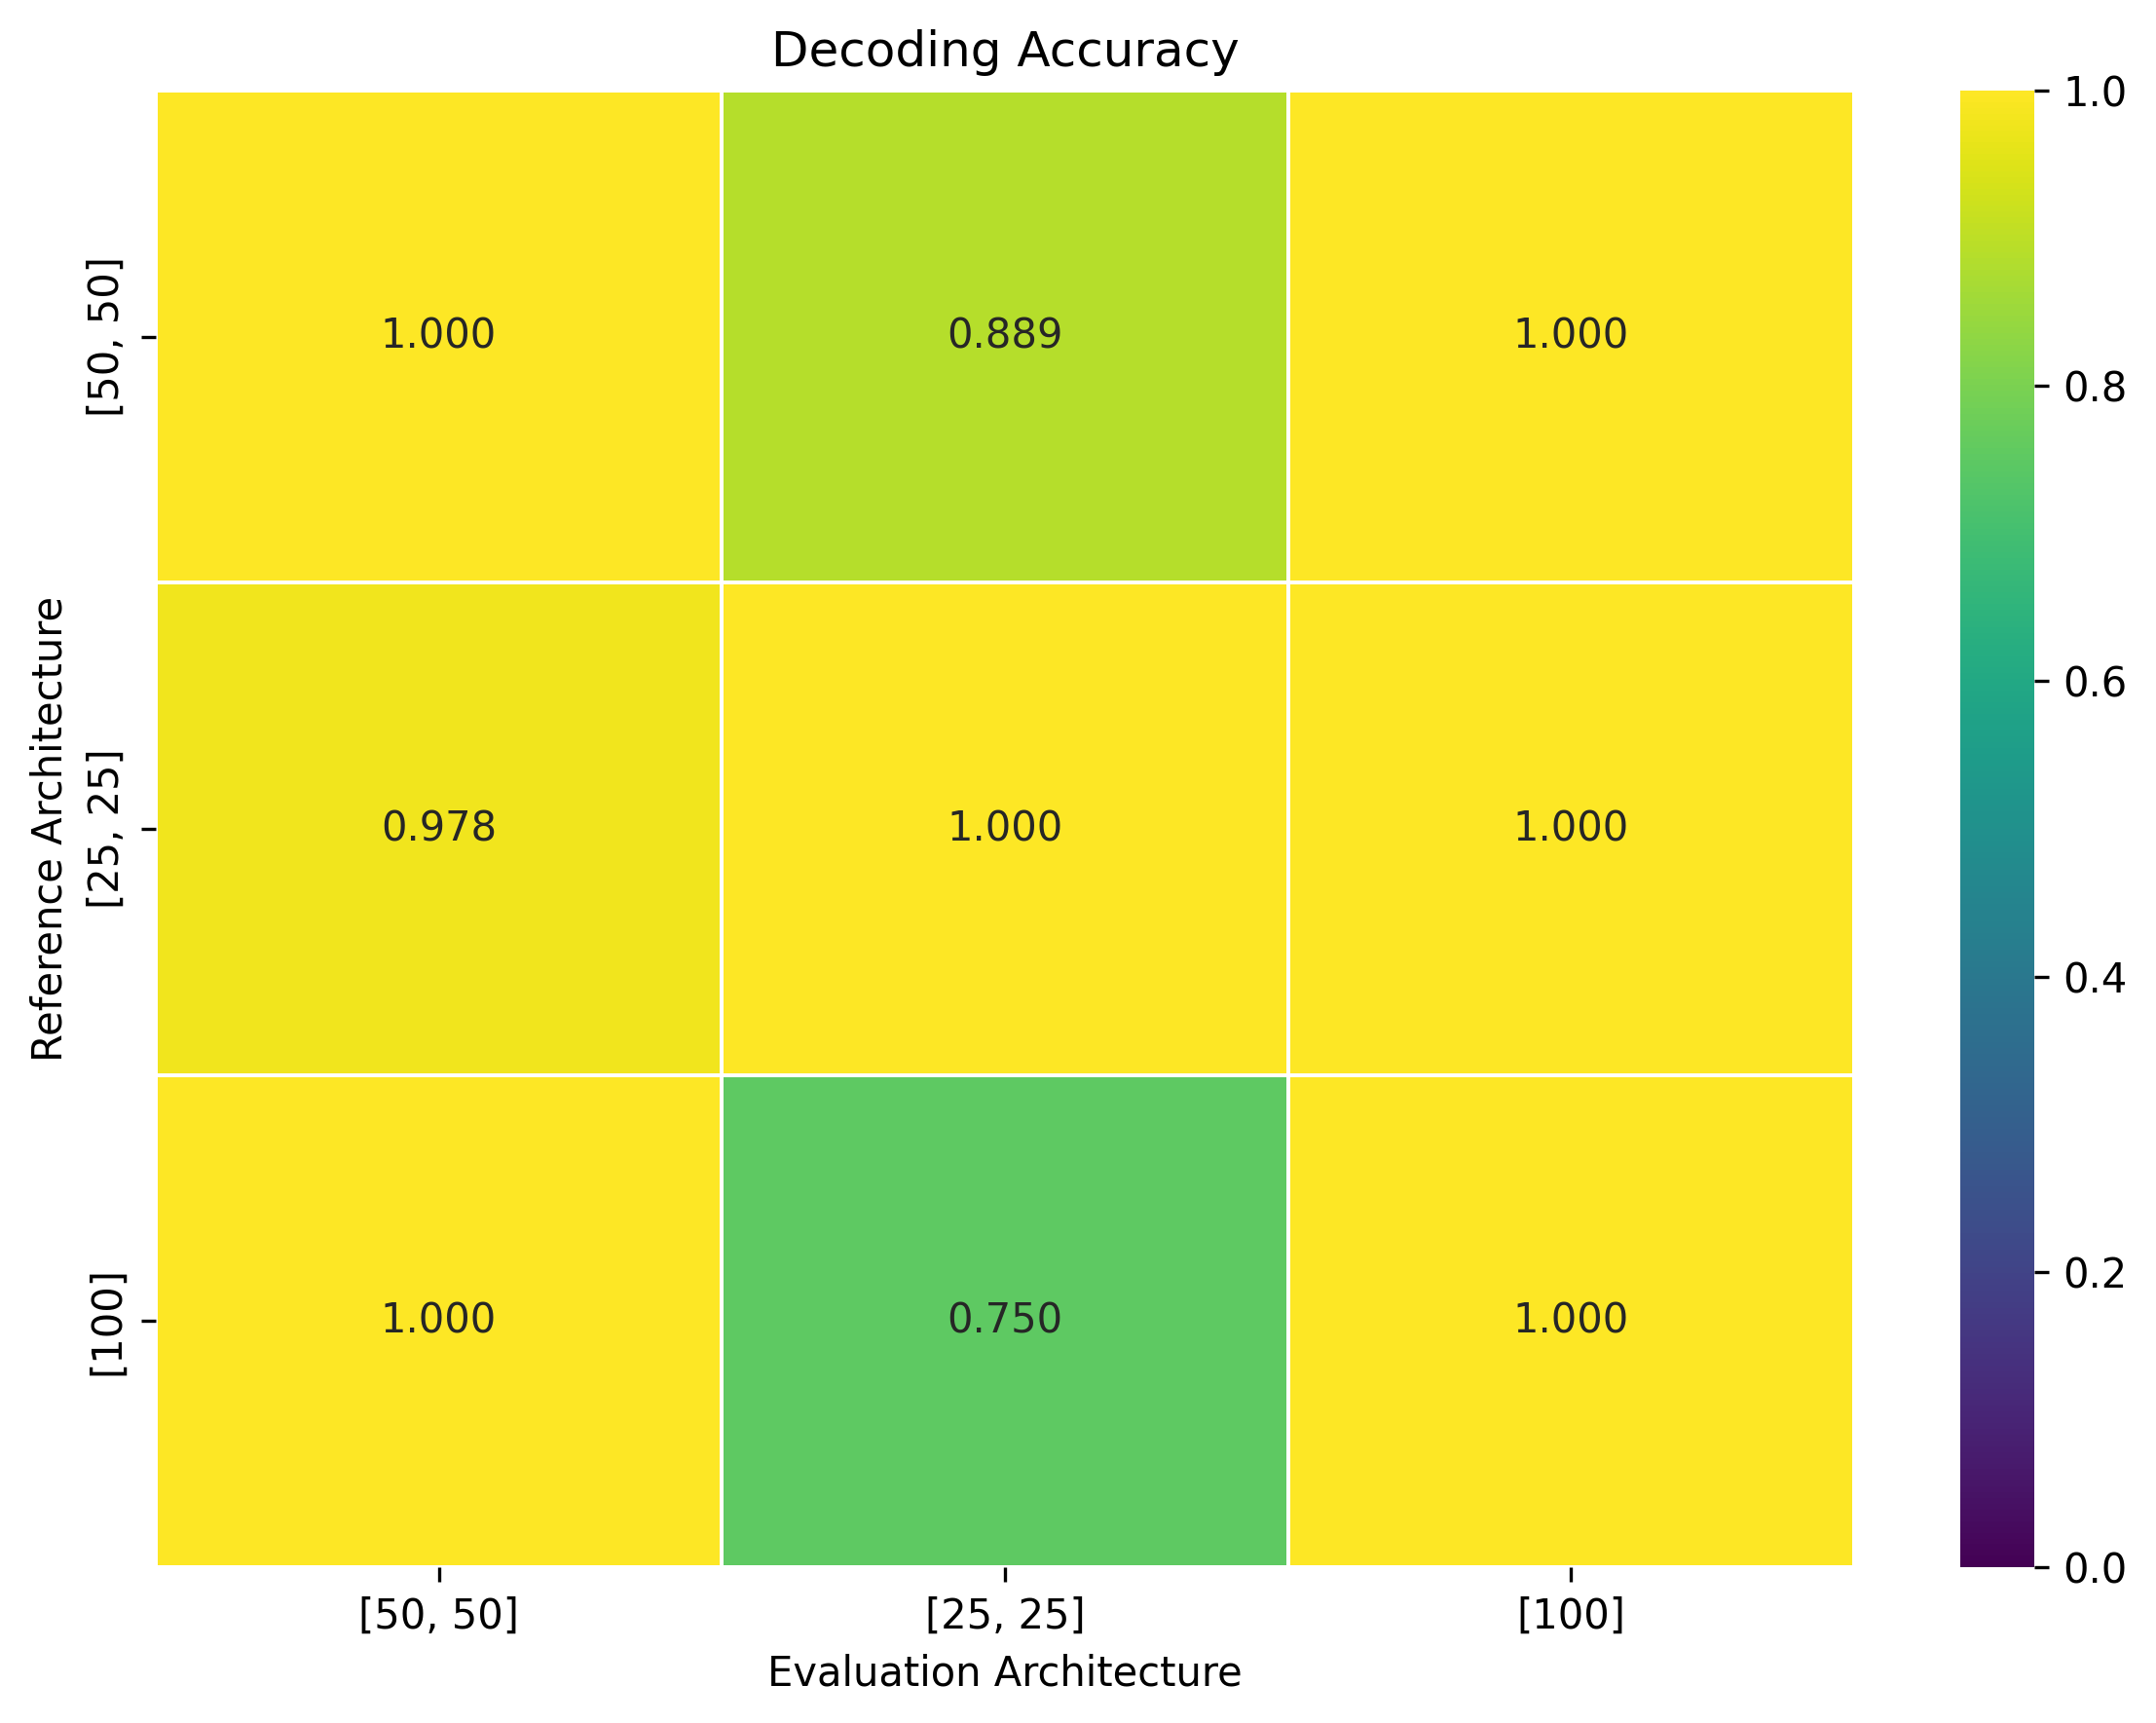 Decoding Accuracy
1.0
0.8
0.6
0.4
0.2
0.0
Reference Architecture
[50, 50]
1.000 0.889 1.000
[25, 25]
0.978 1.000 1.000
[100]
1.000 0.750 1.000
[50, 50] [25, 25] [100]
Evaluation Architecture